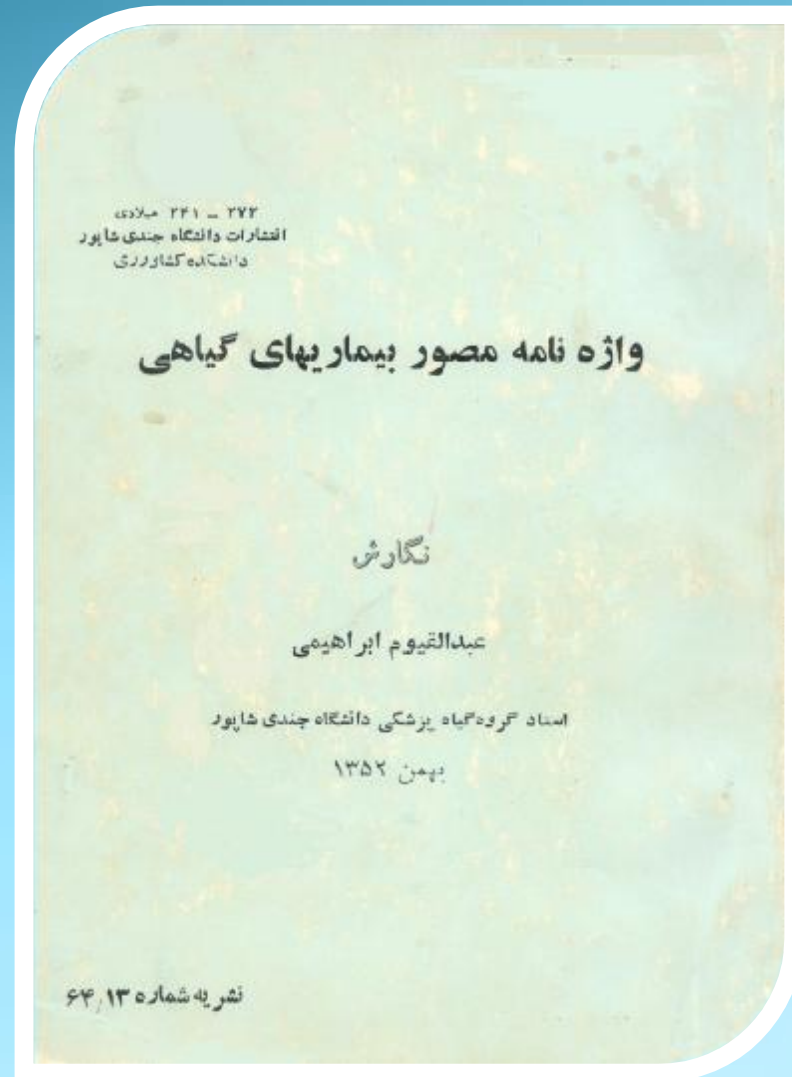 ۲۷۲ – ۲۴۱ میلادی
انتشارات دانشگاه جندی شاپور
دانشکده کشاورزی
واژه نامه مصور بیماریهای گیاهی
نگارش
عبدالقیوم ابراهیمی
استاد گروه گیاه پزشکی دانشگاه جندی شاپور
بهمن ۱۳۵۲
نشریه شماره ۶۴٫۱۳